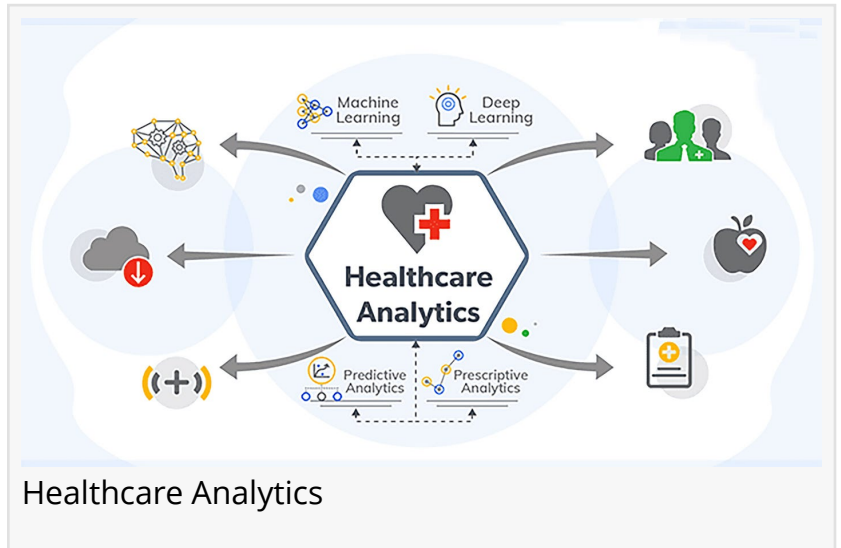 Machine
Learning
Deep
Learning
Healthcare
Analytics
Predictive
Analytics
Prescriptive
Analytics
Healthcare Analytics